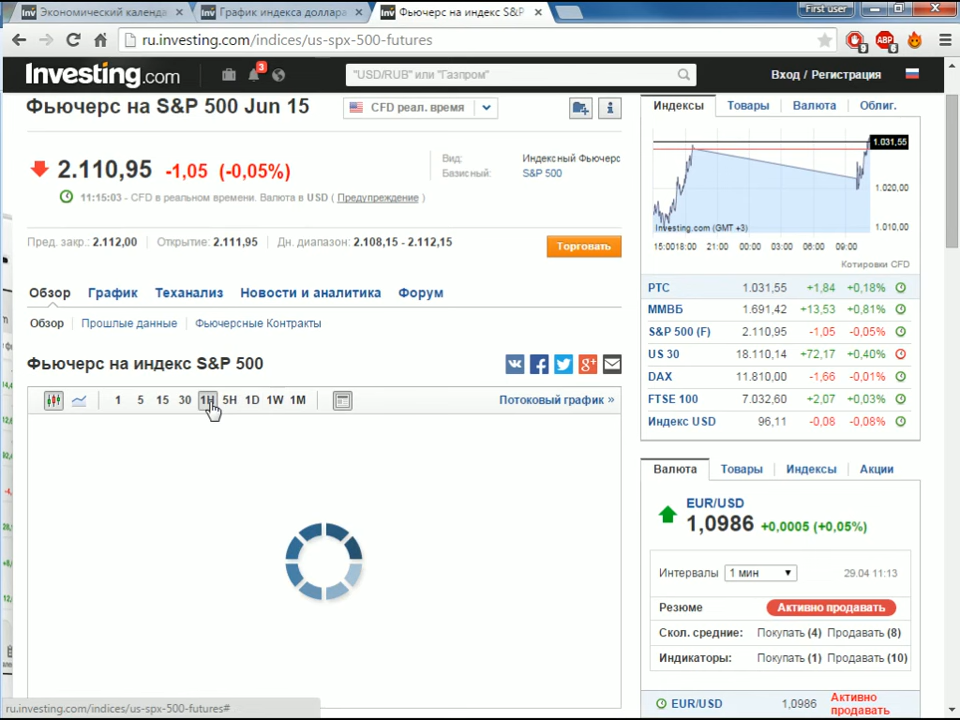 Экономический календа
График индекса доллара
Фьючерс на индекс S&P
First user
ru.investing.com/indices/us-spx-500-futures
Investing.com
3
"USD/RUB" или "Газпром"
Вход / Регистрация
Фьючерс на S&P 500 Jun 15
CFD реал. время
2.110,95 -1,05 (-0,05%)
11:15:03 - CFD в реальном времени. Валюта в USD ( Предупреждение )
Вид: Индексный Фьючерс
Базисный: S&P 500
Пред. закр.: 2.112,00 Открытие: 2.111,95 Дн. диапазон: 2.108,15 - 2.112,15
Торговать
Обзор График Теханализ Новости и аналитика Форум
Обзор Прошлые данные Фьючерсные Контракты
Фьючерс на индекс S&P 500
1 5 15 30 1H 5H 1D 1W 1M
Потоковый график »
ru.investing.com/indices/us-spx-500-futures#
Индексы Товары Валюта Облиг.
1.031,55
1.020,00
1.010,00
Investing.com (GMT +3)
15:00 18:00 21:00 00:00 03:00 06:00 09:00
Котировки CFD
РТС 1.031,55 +1,84 +0,18%
ММВБ 1.691,42 +13,53 +0,81%
S&P 500 (F) 2.110,95 -1,05 -0,05%
US 30 18.110,14 +72,17 +0,40%
DAX 11.810,00 -1,66 -0,01%
FTSE 100 7.032,60 +2,07 +0,03%
Индекс USD 96,11 -0,08 -0,08%
Валюта Товары Индексы Акции
EUR/USD
1,0986 +0,0005 (+0,05%)
Интервалы 1 мин 29.04 11:13
Резюме Активно продавать
Скол. средние: Покупать (4) Продавать (8)
Индикаторы: Покупать (1) Продавать (10)
EUR/USD 1,0986 Активно
продавать